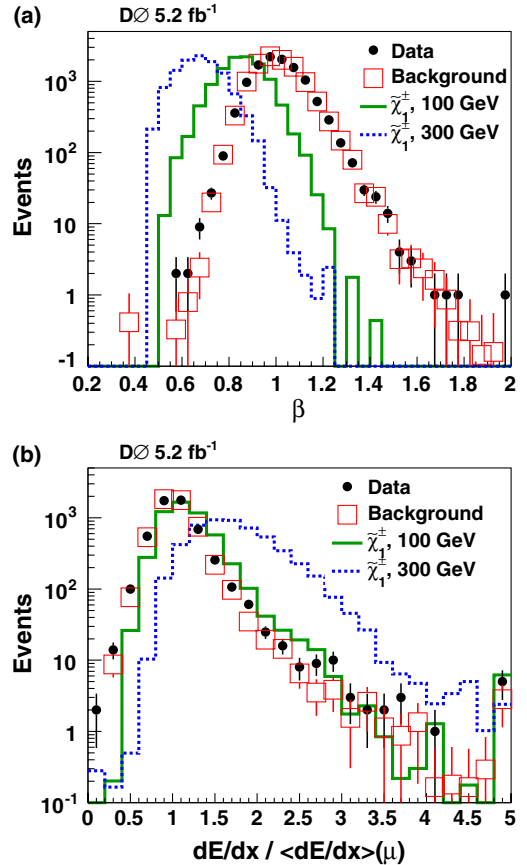 (a)
DØ 5.2 fb⁻¹
Events
10³
10²
10
1
10⁻¹
Data
Background
χ̃₁±, 100 GeV
χ̃₁±, 300 GeV
0.2 0.4 0.6 0.8 1 1.2 1.4 1.6 1.8 2
β
(b)
DØ 5.2 fb⁻¹
Events
10³
10²
10
1
10⁻¹
Data
Background
χ̃₁±, 100 GeV
χ̃₁±, 300 GeV
0 0.5 1 1.5 2 2.5 3 3.5 4 4.5 5
dE/dx / <dE/dx>(μ)